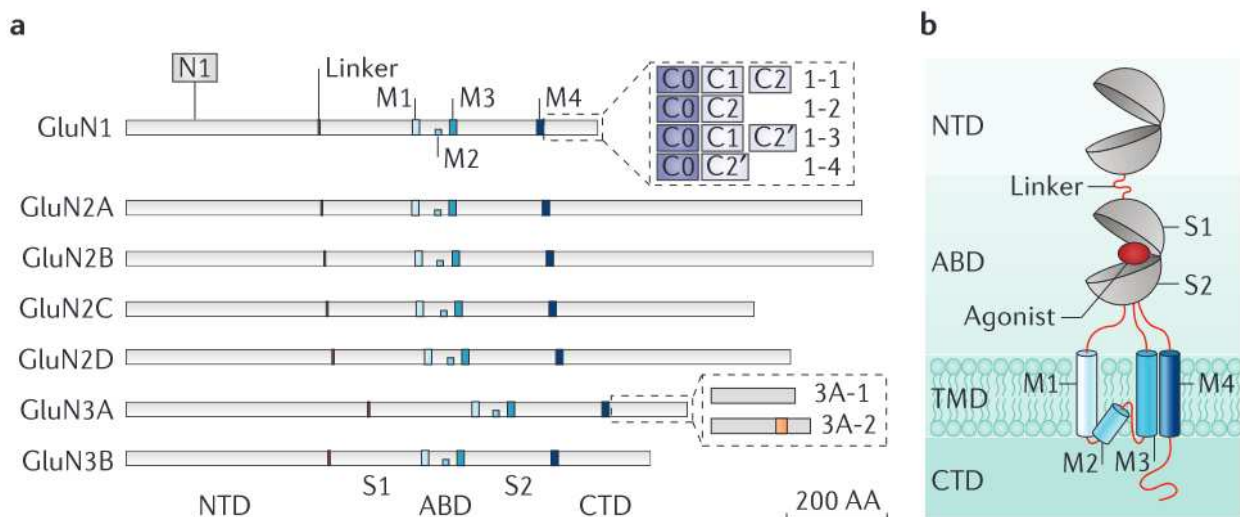 a
N1
Linker
M1
M3
M4
GluN1
M2
C0 C1 C2 1-1
C0 C2 1-2
C0 C1 C2′ 1-3
C0 C2′ 1-4
GluN2A
GluN2B
GluN2C
GluN2D
GluN3A
3A-1
3A-2
GluN3B
S1
S2
NTD
ABD
CTD
200 AA
b
NTD
Linker
S1
ABD
S2
Agonist
M1
M4
TMD
M2
M3
CTD